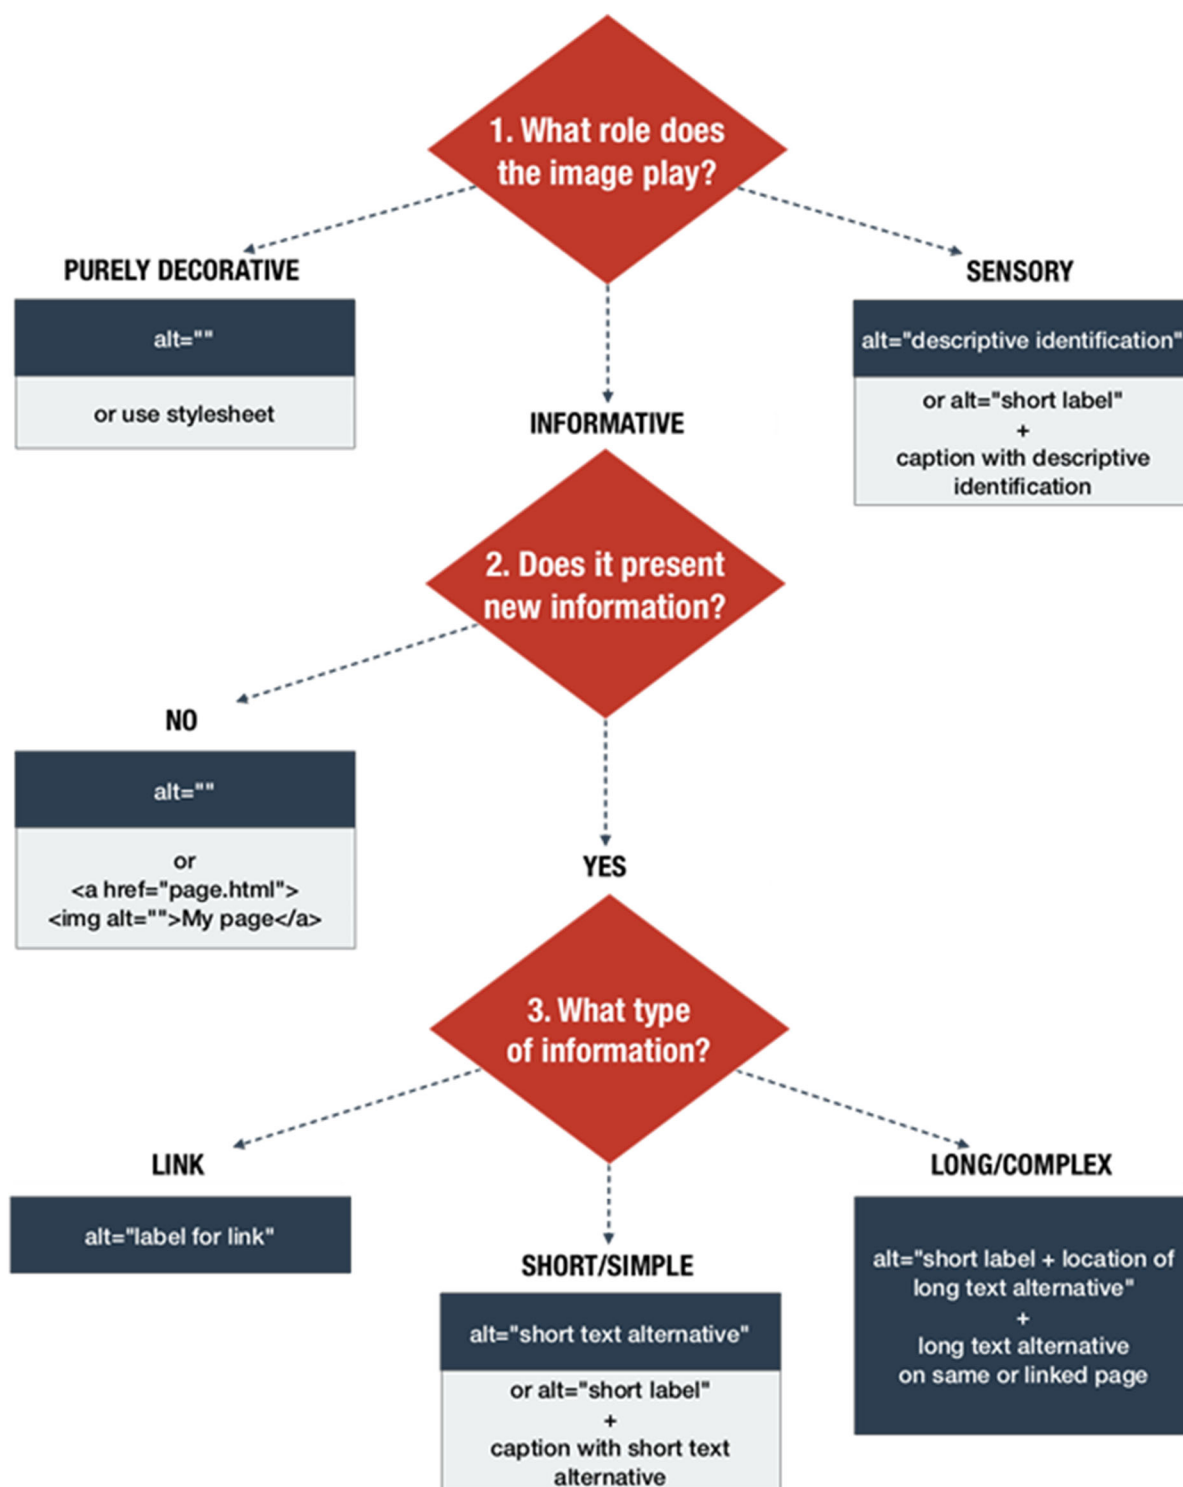 1. What role does
the image play?
PURELY DECORATIVE
alt=""
or use stylesheet
SENSORY
alt="descriptive identification"
or alt="short label"
+
caption with descriptive
identification
INFORMATIVE
2. Does it present
new information?
NO
alt=""
or
<a href="page.html">
<img alt="">My page</a>
YES
3. What type
of information?
LINK
alt="label for link"
SHORT/SIMPLE
alt="short text alternative"
or alt="short label"
+
caption with short text
alternative
LONG/COMPLEX
alt="short label + location of
long text alternative"
+
long text alternative
on same or linked page